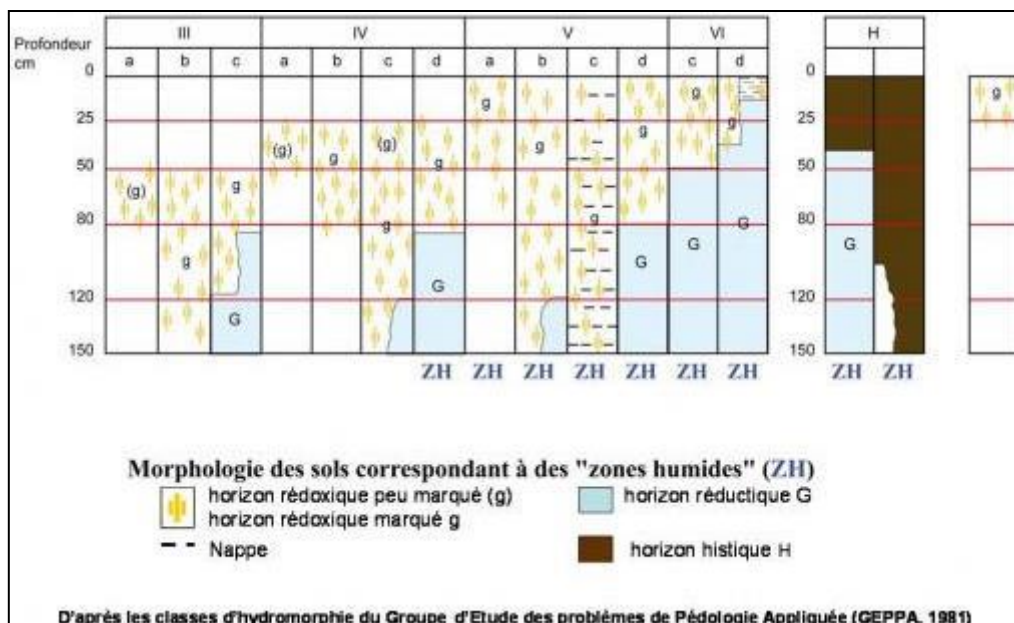 III IV V VI H
Profondeur
cm
a b c a b c d a b c d c d
0
g g g g
25
(g) g (g) g g g g
50
(g) g g
80
g g g G G G G
120
G G
150
ZH ZH ZH ZH ZH ZH ZH ZH ZH
Morphologie des sols correspondant à des "zones humides" (ZH)
horizon rédoxique peu marqué (g)
horizon réductique G
horizon rédoxique marqué g
Nappe
horizon histique H
D'après les classes d'hydromorphie du Groupe d'Etude des problèmes de Pédologie Appliquée (GEPPA, 1981)